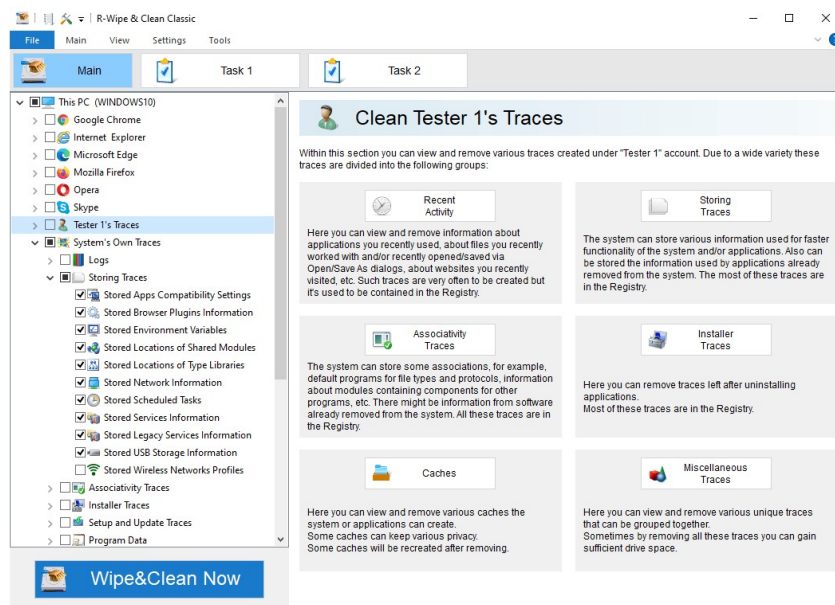 R-Wipe & Clean Classic
File Main View Settings Tools
Main Task 1 Task 2
This PC (WINDOWS10)
Google Chrome
Internet Explorer
Microsoft Edge
Mozilla Firefox
Opera
Skype
Tester 1's Traces
System's Own Traces
Logs
Storing Traces
Stored Apps Compatibility Settings
Stored Browser Plugins Information
Stored Environment Variables
Stored Locations of Shared Modules
Stored Locations of Type Libraries
Stored Network Information
Stored Scheduled Tasks
Stored Services Information
Stored Legacy Services Information
Stored USB Storage Information
Stored Wireless Networks Profiles
Associativity Traces
Installer Traces
Setup and Update Traces
Program Data
Wipe&Clean Now
Clean Tester 1's Traces
Within this section you can view and remove various traces created under "Tester 1" account. Due to a wide variety these
traces are divided into the following groups:
Recent
Activity
Here you can view and remove information about
applications you recently used, about files you recently
worked with and/or recently opened/saved via
Open/Save As dialogs, about websites you recently
visited, etc. Such traces are very often to be created but
it's used to be contained in the Registry.
Storing
Traces
The system can store various information used for faster
functionality of the system and/or applications. Also can
be stored the information used by applications already
removed from the system. The most of these traces are
in the Registry.
Associativity
Traces
The system can store some associations, for example,
default programs for file types and protocols, information
about modules containing components for other
programs, etc. There might be information from software
already removed from the system. All these traces are in
the Registry.
Installer
Traces
Here you can remove traces left after uninstalling
applications.
Most of these traces are in the Registry.
Caches
Here you can view and remove various caches the
system or applications can create.
Some caches can keep various privacy.
Some caches will be recreated after removing.
Miscellaneous
Traces
Here you can view and remove various unique traces
that can be grouped together.
Sometimes by removing all these traces you can gain
sufficient drive space.